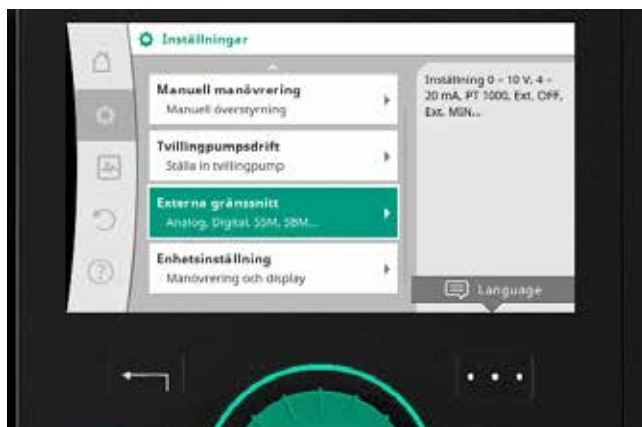 Inställningar
Manuell manövrering
Manuell överstyrning
Tvillingpumpsdrift
Ställa in tvillingpump
Externa gränssnitt
Analog, Digital, SSM, SBM...
Enhetsinställning
Manövrering och display
Inställning 0 – 10 V, 4 –
20 mA, PT 1000, Ext. OFF,
Ext. MIN...
Language